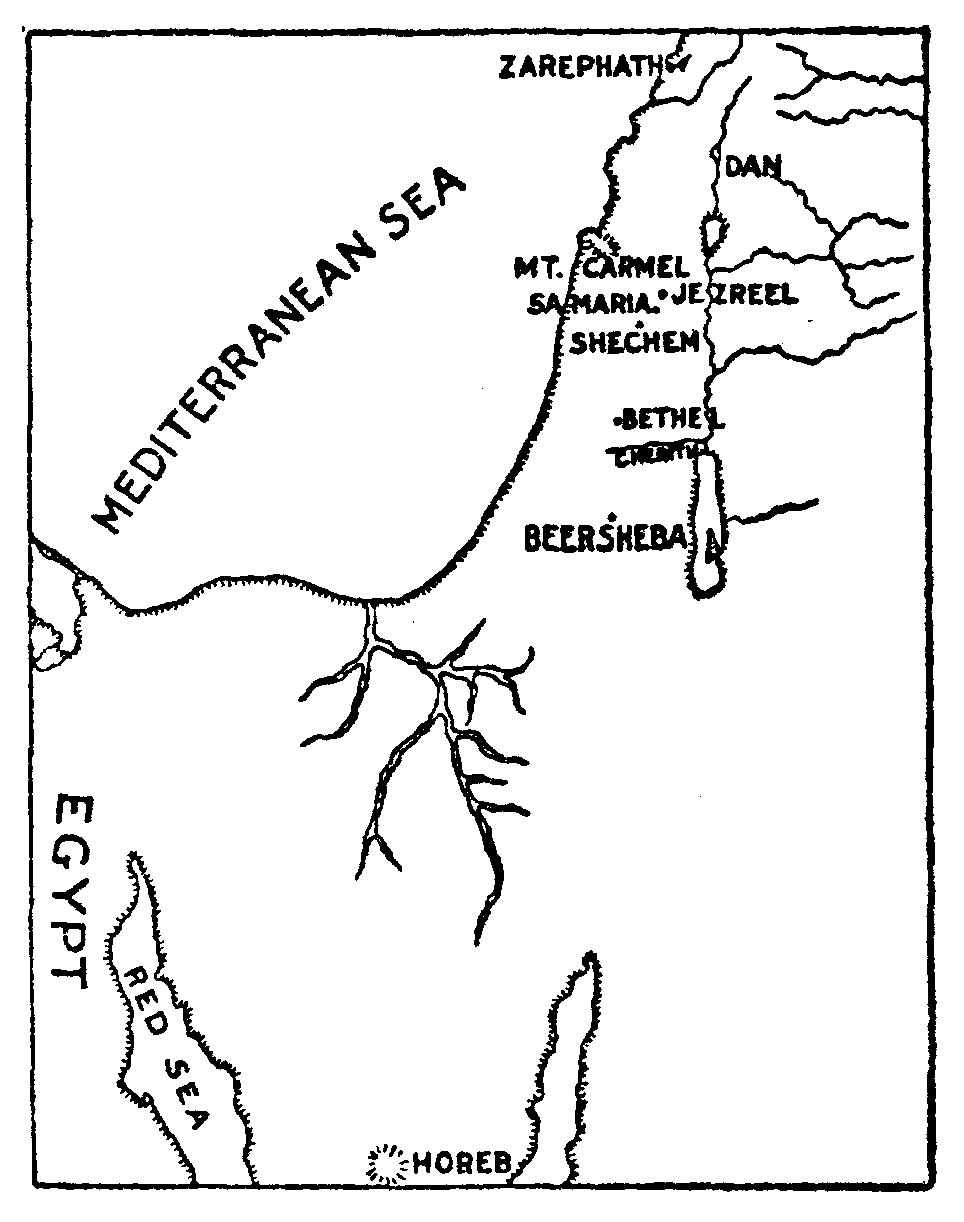 ZAREPHATH
DAN
MEDITERRANEAN SEA
MT. CARMEL
SAMARIA. JEZREEL
SHECHEM
BETHEL
CHERITH
BEERSHEBA
EGYPT
RED SEA
HOREB